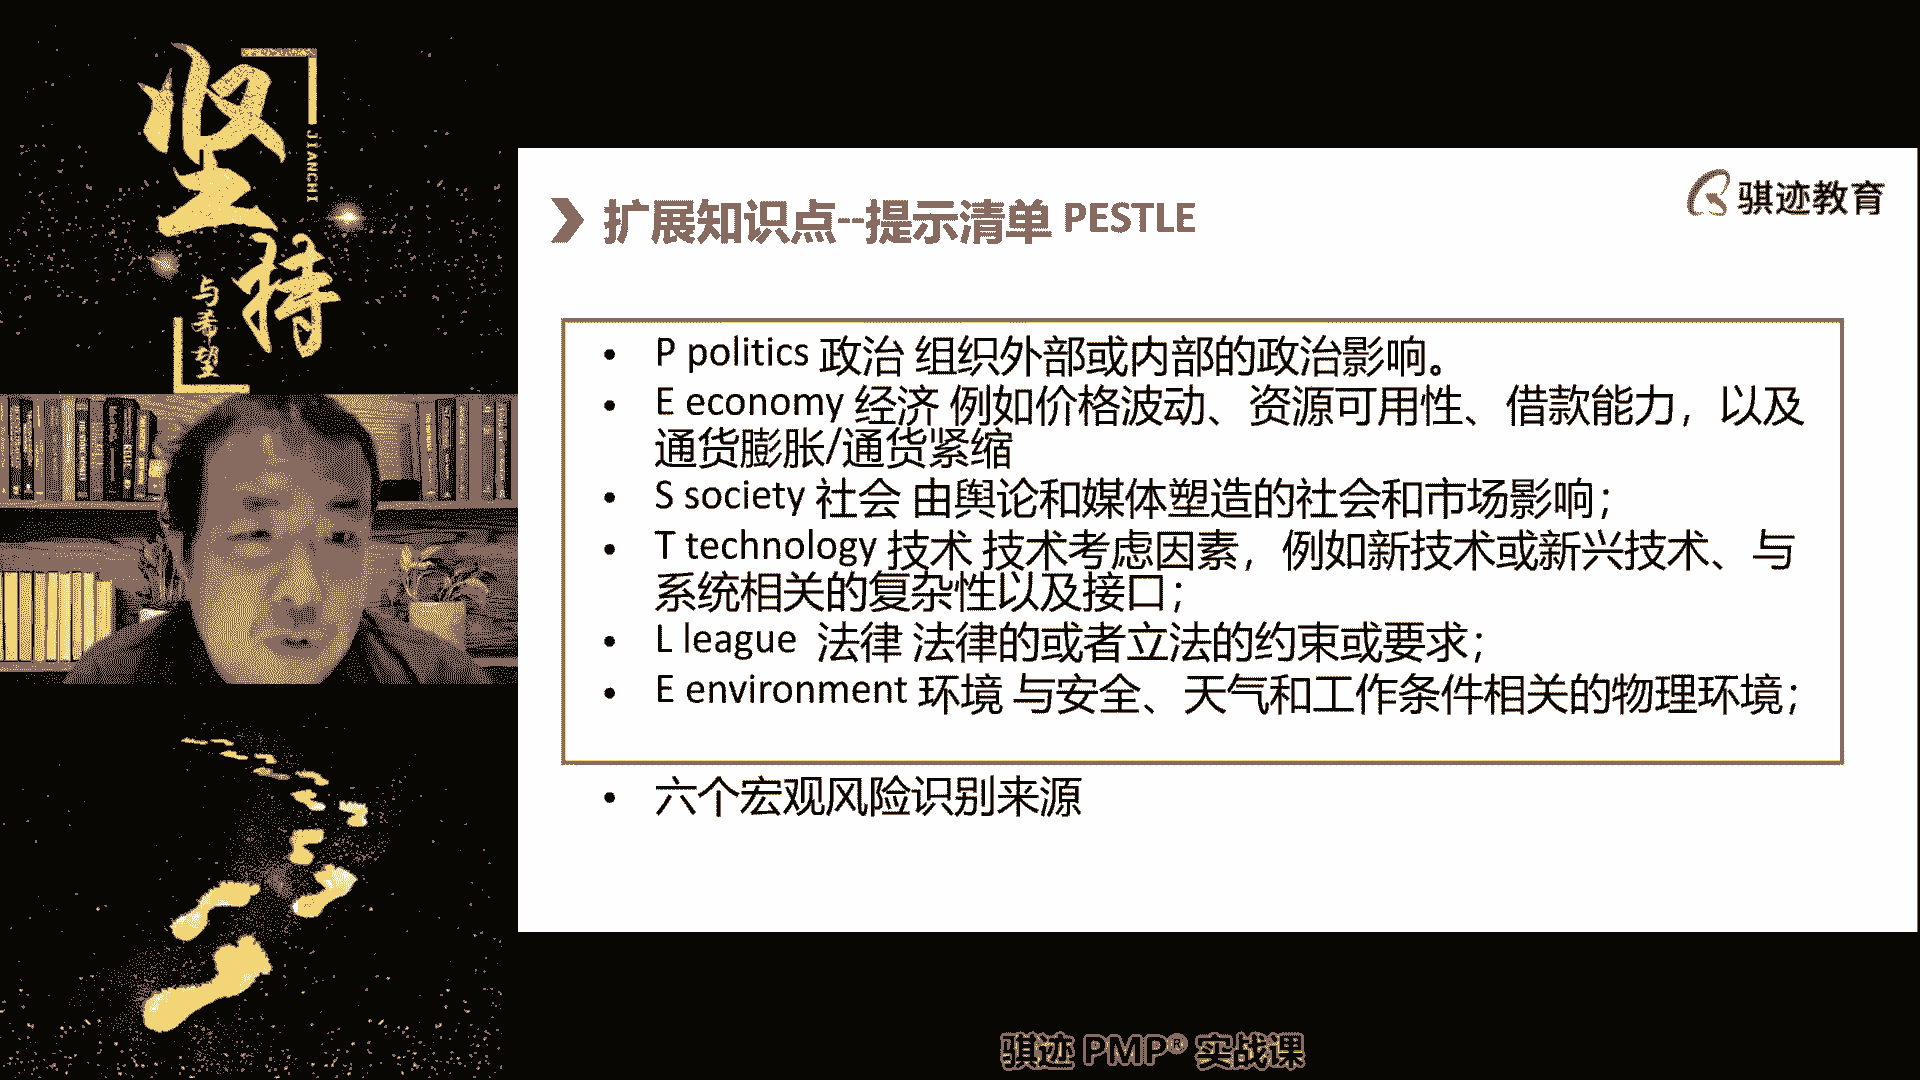 坚持
JIANCHI
与希望
骐迹教育
扩展知识点--提示清单 PESTLE
• P politics 政治 组织外部或内部的政治影响。
• E economy 经济 例如价格波动、资源可用性、借款能力，以及
通货膨胀/通货紧缩
• S society 社会 由舆论和媒体塑造的社会和市场影响；
• T technology 技术 技术考虑因素，例如新技术或新兴技术、与
系统相关的复杂性以及接口；
• L league 法律 法律的或者立法的约束或要求；
• E environment 环境 与安全、天气和工作条件相关的物理环境；
• 六个宏观风险识别来源
骐迹 PMP® 实战课